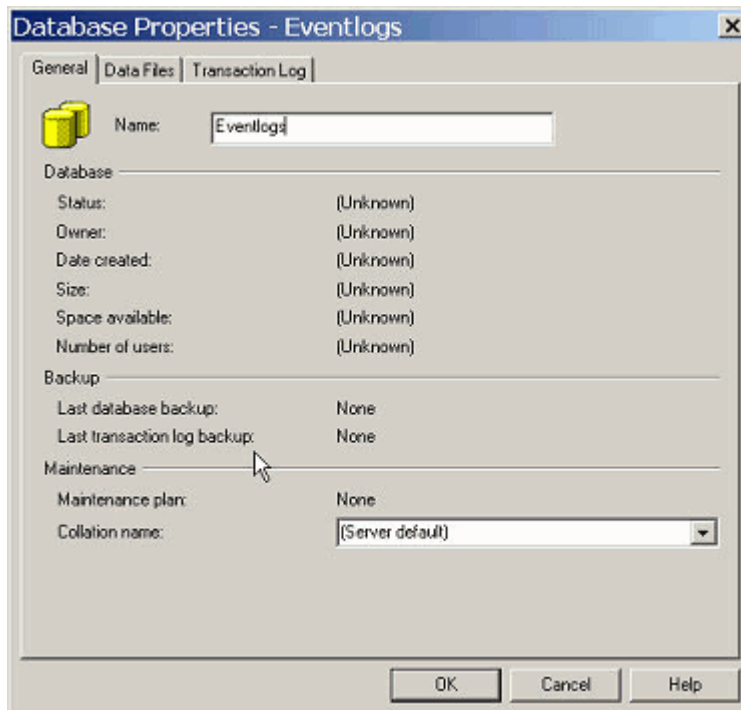 Database Properties - Eventlogs
General Data Files Transaction Log
Name: Eventlogs
Database
Status: (Unknown)
Owner: (Unknown)
Date created: (Unknown)
Size: (Unknown)
Space available: (Unknown)
Number of users: (Unknown)
Backup
Last database backup: None
Last transaction log backup: None
Maintenance
Maintenance plan: None
Collation name: (Server default)
OK Cancel Help